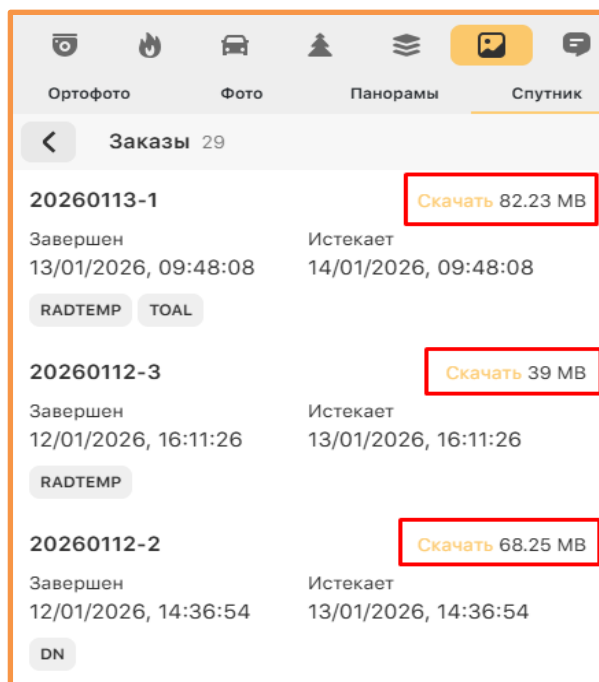 Ортофото Фото Панорамы Спутник
Заказы 29
20260113-1 Скачать 82.23 MB
Завершен Истекает
13/01/2026, 09:48:08 14/01/2026, 09:48:08
RADTEMP TOAL
20260112-3 Скачать 39 MB
Завершен Истекает
12/01/2026, 16:11:26 13/01/2026, 16:11:26
RADTEMP
20260112-2 Скачать 68.25 MB
Завершен Истекает
12/01/2026, 14:36:54 13/01/2026, 14:36:54
DN